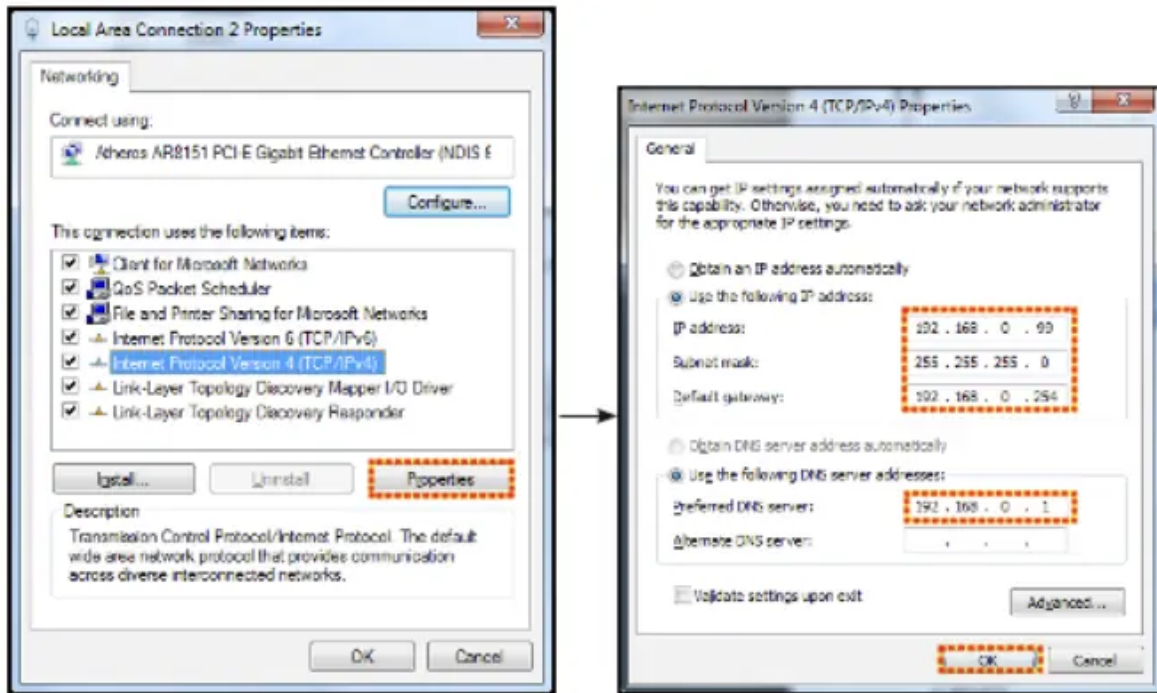 Local Area Connection 2 Properties
Networking
Connect using:
Atheros AR8151 PCI-E Gigabit Ethernet Controller (NDIS 6
Configure...
This connection uses the following items:
Client for Microsoft Networks
QoS Packet Scheduler
File and Printer Sharing for Microsoft Networks
Internet Protocol Version 6 (TCP/IPv6)
Internet Protocol Version 4 (TCP/IPv4)
Link-Layer Topology Discovery Mapper I/O Driver
Link-Layer Topology Discovery Responder
Install...
Uninstall
Properties
Description
Transmission Control Protocol/Internet Protocol. The default
wide area network protocol that provides communication
across diverse interconnected networks.
OK
Cancel
Internet Protocol Version 4 (TCP/IPv4) Properties
General
You can get IP settings assigned automatically if your network supports
this capability. Otherwise, you need to ask your network administrator
for the appropriate IP settings.
Obtain an IP address automatically
Use the following IP address:
IP address: 192 . 168 . 0 . 99
Subnet mask: 255 . 255 . 255 . 0
Default gateway: 192 . 168 . 0 . 254
Obtain DNS server address automatically
Use the following DNS server addresses:
Preferred DNS server: 192 . 168 . 0 . 1
Alternate DNS server: . . .
Validate settings upon exit
Advanced...
OK
Cancel